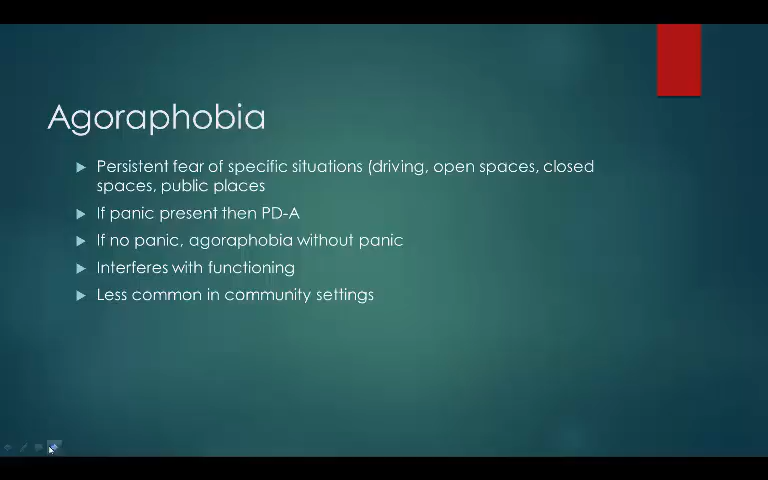 Agoraphobia
Persistent fear of specific situations (driving, open spaces, closed
spaces, public places
If panic present then PD-A
If no panic, agoraphobia without panic
Interferes with functioning
Less common in community settings